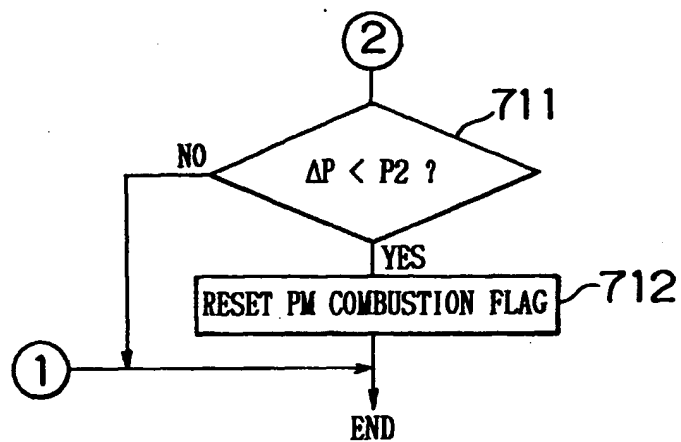 2
711
NO
ΔP < P2 ?
YES
RESET PM COMBUSTION FLAG
712
1
END